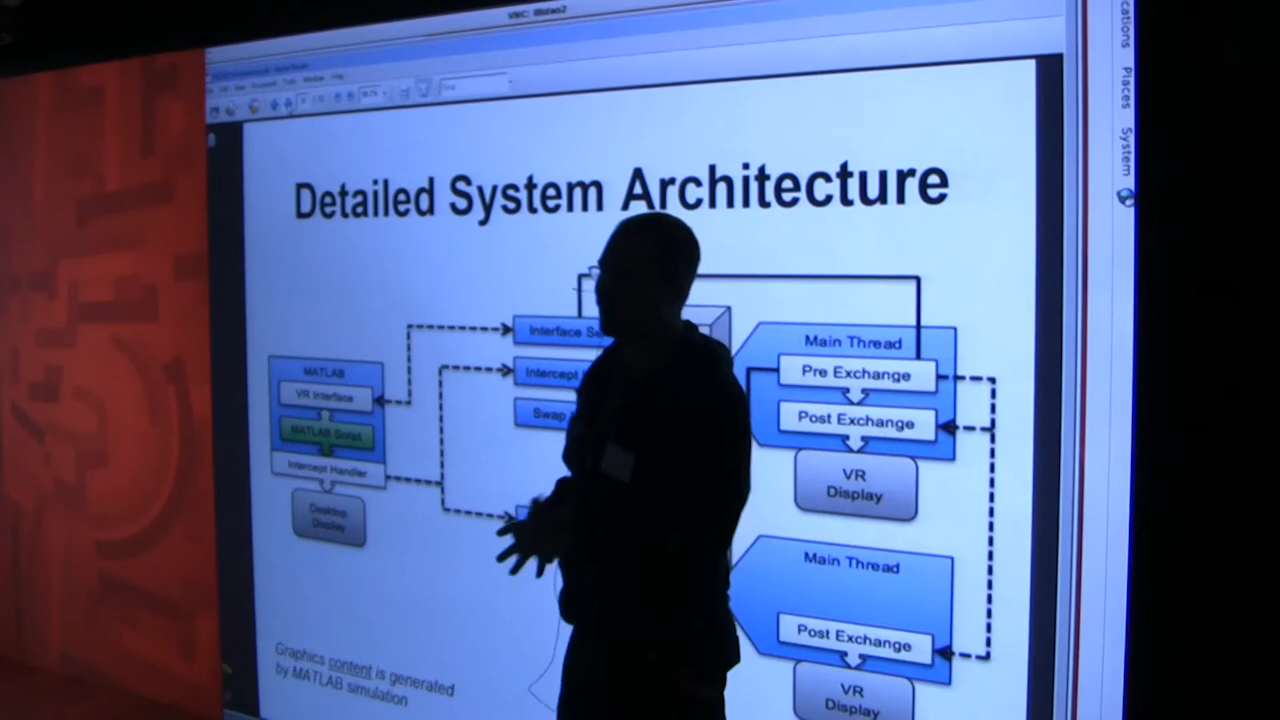 VNC:
cations Places System
Detailed System Architecture
Interface Se
Main Thread
MATLAB
VR Interface
Intercept
Pre Exchange
Swap
Post Exchange
MATLAB Script
Intercept Handler
VR
Display
Desktop
Display
Main Thread
Post Exchange
Graphics content is generated
by MATLAB simulation
VR
Display